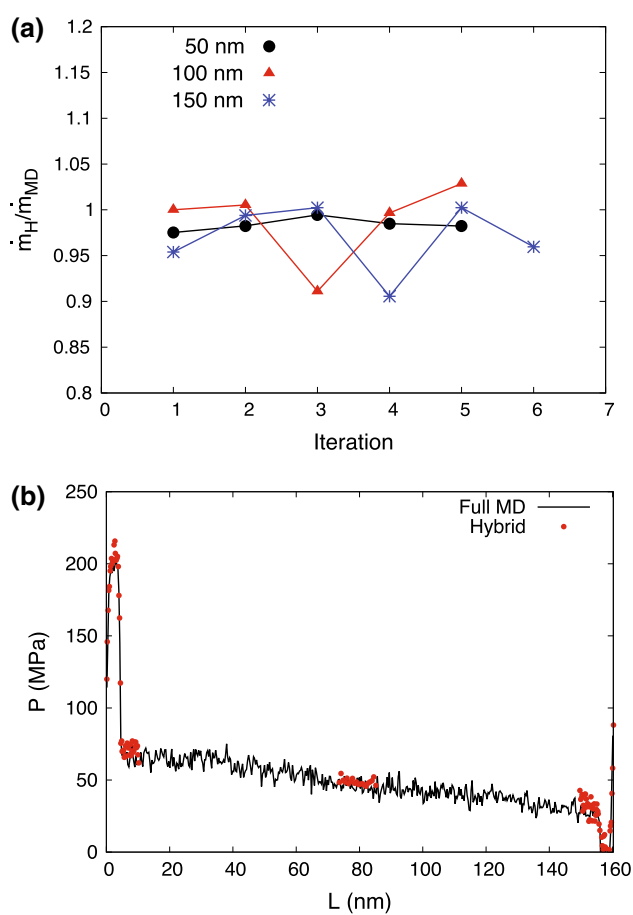 (a)
1.2
1.15
1.1
1.05
1
0.95
0.9
0.85
0.8
50 nm
100 nm
150 nm
ṁH/ṁMD
0 1 2 3 4 5 6 7
Iteration
(b)
250
200
150
100
50
0
Full MD
Hybrid
P (MPa)
0 20 40 60 80 100 120 140 160
L (nm)